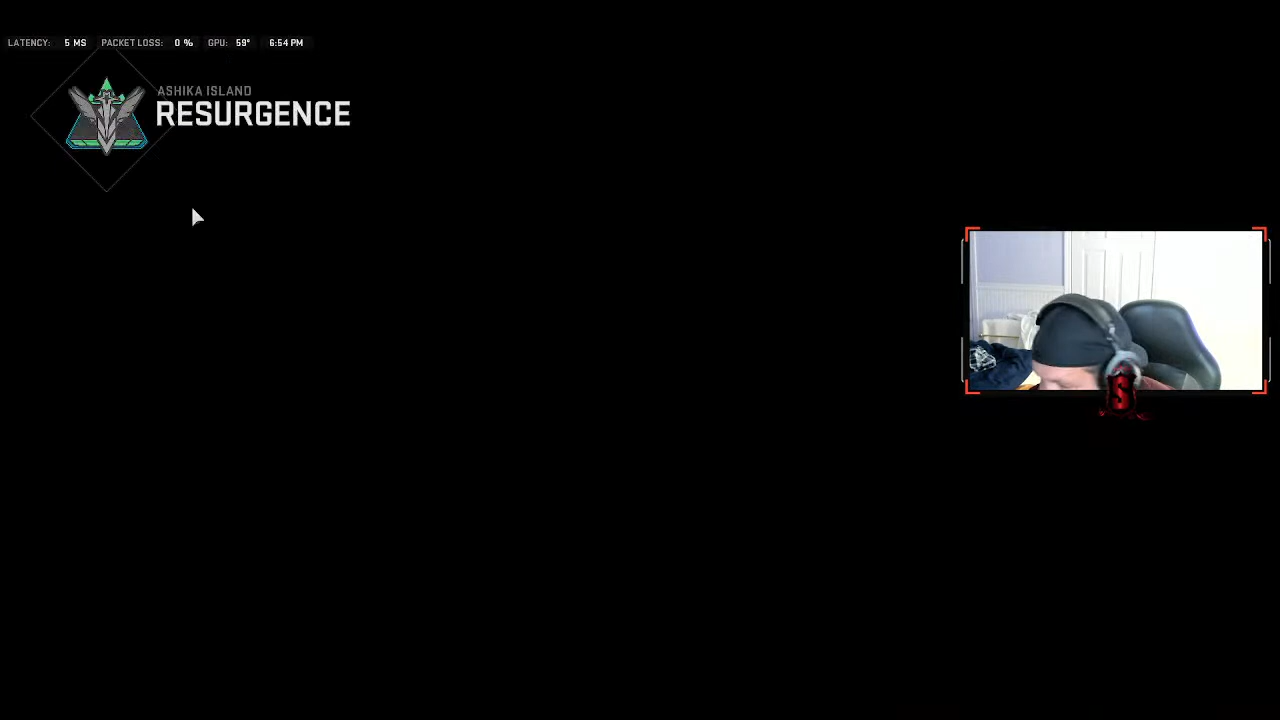 LATENCY: 5 MS PACKET LOSS: 0 % GPU: 59° 6:54 PM
ASHIKA ISLAND
RESURGENCE
S